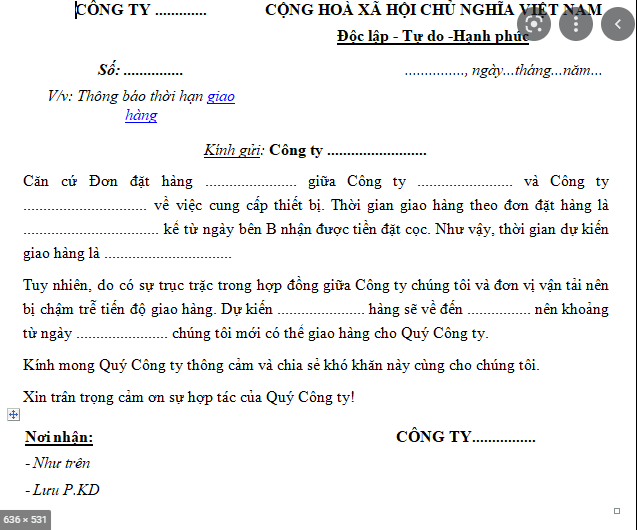 CÔNG TY .............
CỘNG HOÀ XÃ HỘI CHỦ NGHĨA VIỆT NAM
Độc lập - Tự do -Hạnh phúc
Số: ...............
..............., ngày...tháng...năm...
V/v: Thông báo thời hạn giao
hàng
Kính gửi: Công ty .........................
Căn cứ Đơn đặt hàng ....................... giữa Công ty ........................ và Công ty
............................... về việc cung cấp thiết bị. Thời gian giao hàng theo đơn đặt hàng là
.................................. kể từ ngày bên B nhận được tiền đặt cọc. Như vậy, thời gian dự kiến
giao hàng là ................................
Tuy nhiên, do có sự trục trặc trong hợp đồng giữa Công ty chúng tôi và đơn vị vận tải nên
bị chậm trễ tiến độ giao hàng. Dự kiến ...................... hàng sẽ về đến ................ nên khoảng
từ ngày ....................... chúng tôi mới có thể giao hàng cho Quý Công ty.
Kính mong Quý Công ty thông cảm và chia sẻ khó khăn này cùng cho chúng tôi.
Xin trân trọng cảm ơn sự hợp tác của Quý Công ty!
Nơi nhận:
CÔNG TY................
- Như trên
- Lưu P.KD
636 × 531